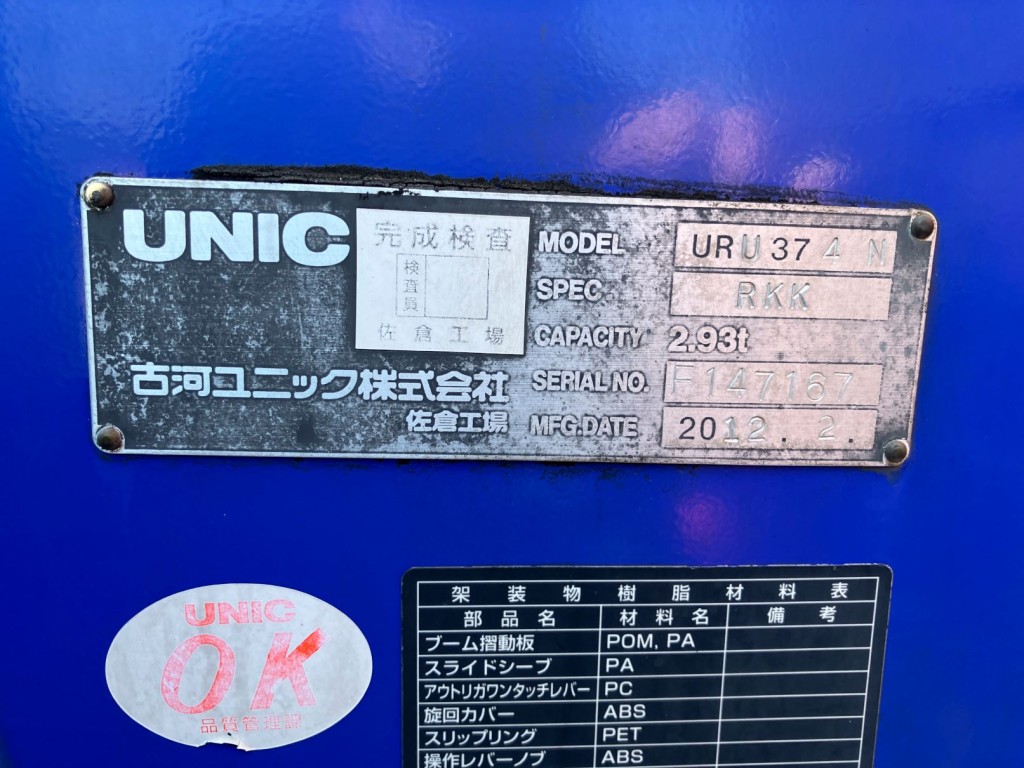 UNIC
完成検査
検査員
佐倉工場
古河ユニック株式会社
佐倉工場
MODEL URU374N
SPEC. RKK
CAPACITY 2.93t
SERIAL NO. F147167
MFG.DATE 2012.2.
UNIC
OK
品質管理課
架装物樹脂材料表
部品名 材料名 備考
ブーム摺動板 POM, PA
スライドシーブ PA
アウトリガワンタッチレバー PC
旋回カバー ABS
スリップリング PET
操作レバーノブ ABS